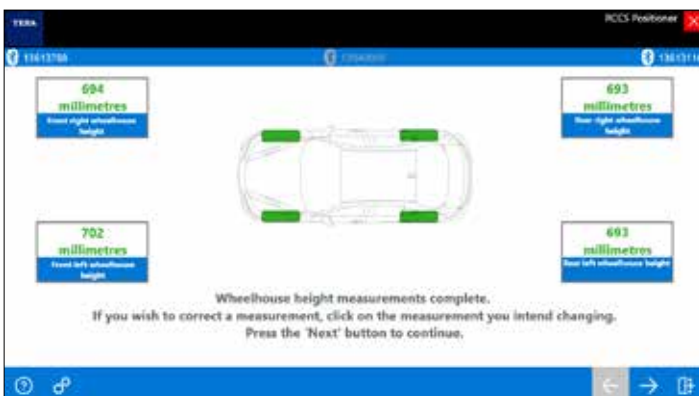 TEXA
RCCS Positioner
694
millimetres
Front right wheelhouse
height
693
millimetres
Rear right wheelhouse
height
702
millimetres
Front left wheelhouse
height
693
millimetres
Rear left wheelhouse height
Wheelhouse height measurements complete.
If you wish to correct a measurement, click on the measurement you intend changing.
Press the 'Next' button to continue.